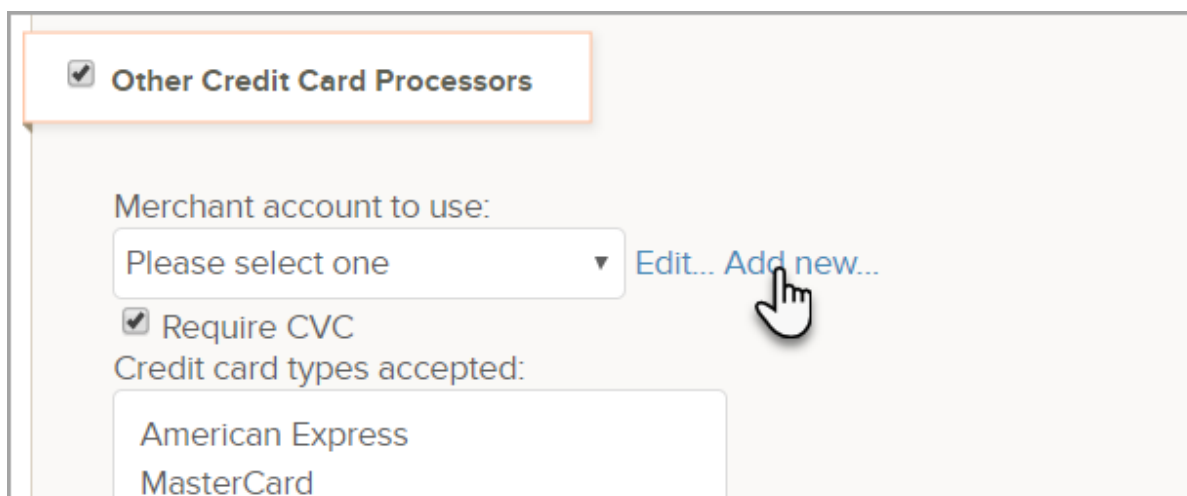 Other Credit Card Processors
Merchant account to use:
Please select one Edit... Add new...
Require CVC
Credit card types accepted:
American Express
MasterCard